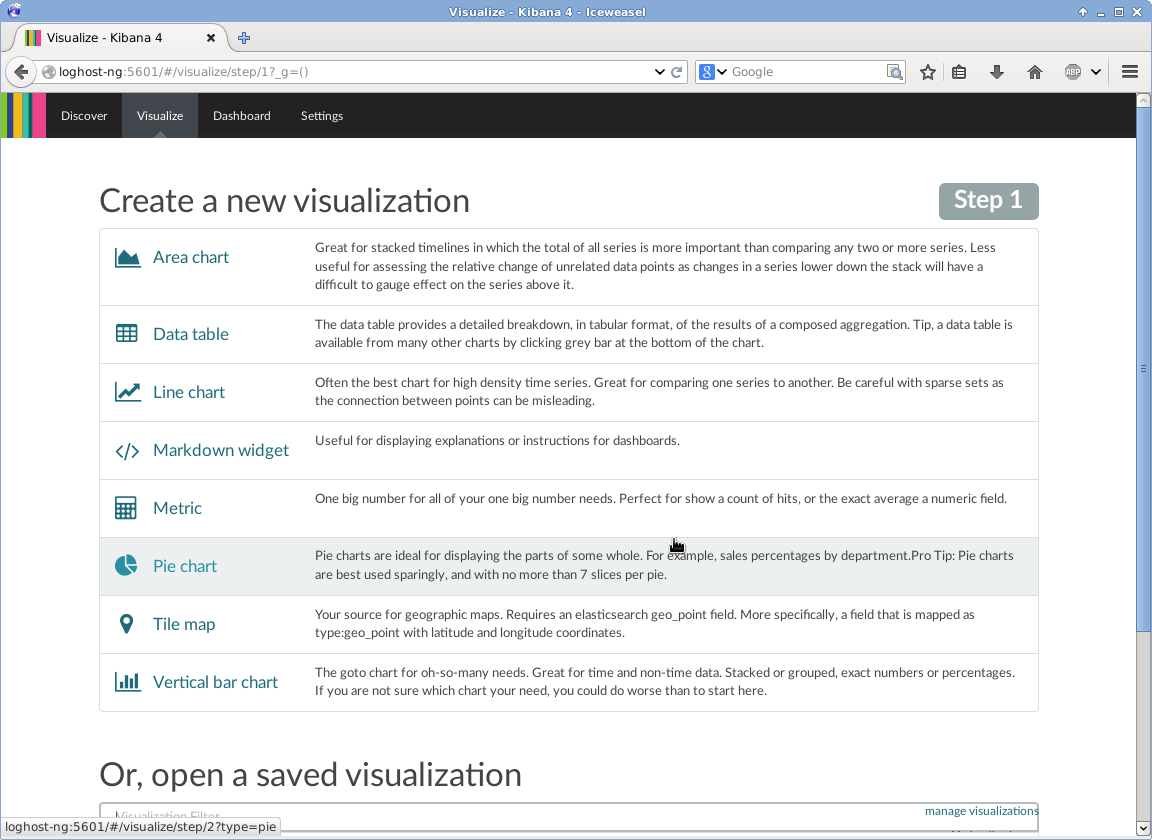 Visualize - Kibana 4 - Iceweasel
Visualize - Kibana 4
loghost-ng:5601/#/visualize/step/1?_g=()
Google
ABP
Discover
Visualize
Dashboard
Settings
Create a new visualization
Step 1
Area chart
Great for stacked timelines in which the total of all series is more important than comparing any two or more series. Less
useful for assessing the relative change of unrelated data points as changes in a series lower down the stack will have a
difficult to gauge effect on the series above it.
Data table
The data table provides a detailed breakdown, in tabular format, of the results of a composed aggregation. Tip, a data table is
available from many other charts by clicking grey bar at the bottom of the chart.
Line chart
Often the best chart for high density time series. Great for comparing one series to another. Be careful with sparse sets as
the connection between points can be misleading.
Markdown widget
Useful for displaying explanations or instructions for dashboards.
Metric
One big number for all of your one big number needs. Perfect for show a count of hits, or the exact average a numeric field.
Pie chart
Pie charts are ideal for displaying the parts of some whole. For example, sales percentages by department.Pro Tip: Pie charts
are best used sparingly, and with no more than 7 slices per pie.
Tile map
Your source for geographic maps. Requires an elasticsearch geo_point field. More specifically, a field that is mapped as
type:geo_point with latitude and longitude coordinates.
Vertical bar chart
The goto chart for oh-so-many needs. Great for time and non-time data. Stacked or grouped, exact numbers or percentages.
If you are not sure which chart your need, you could do worse than to start here.
Or, open a saved visualization
Visualization Filter
manage visualizations
loghost-ng:5601/#/visualize/step/2?type=pie